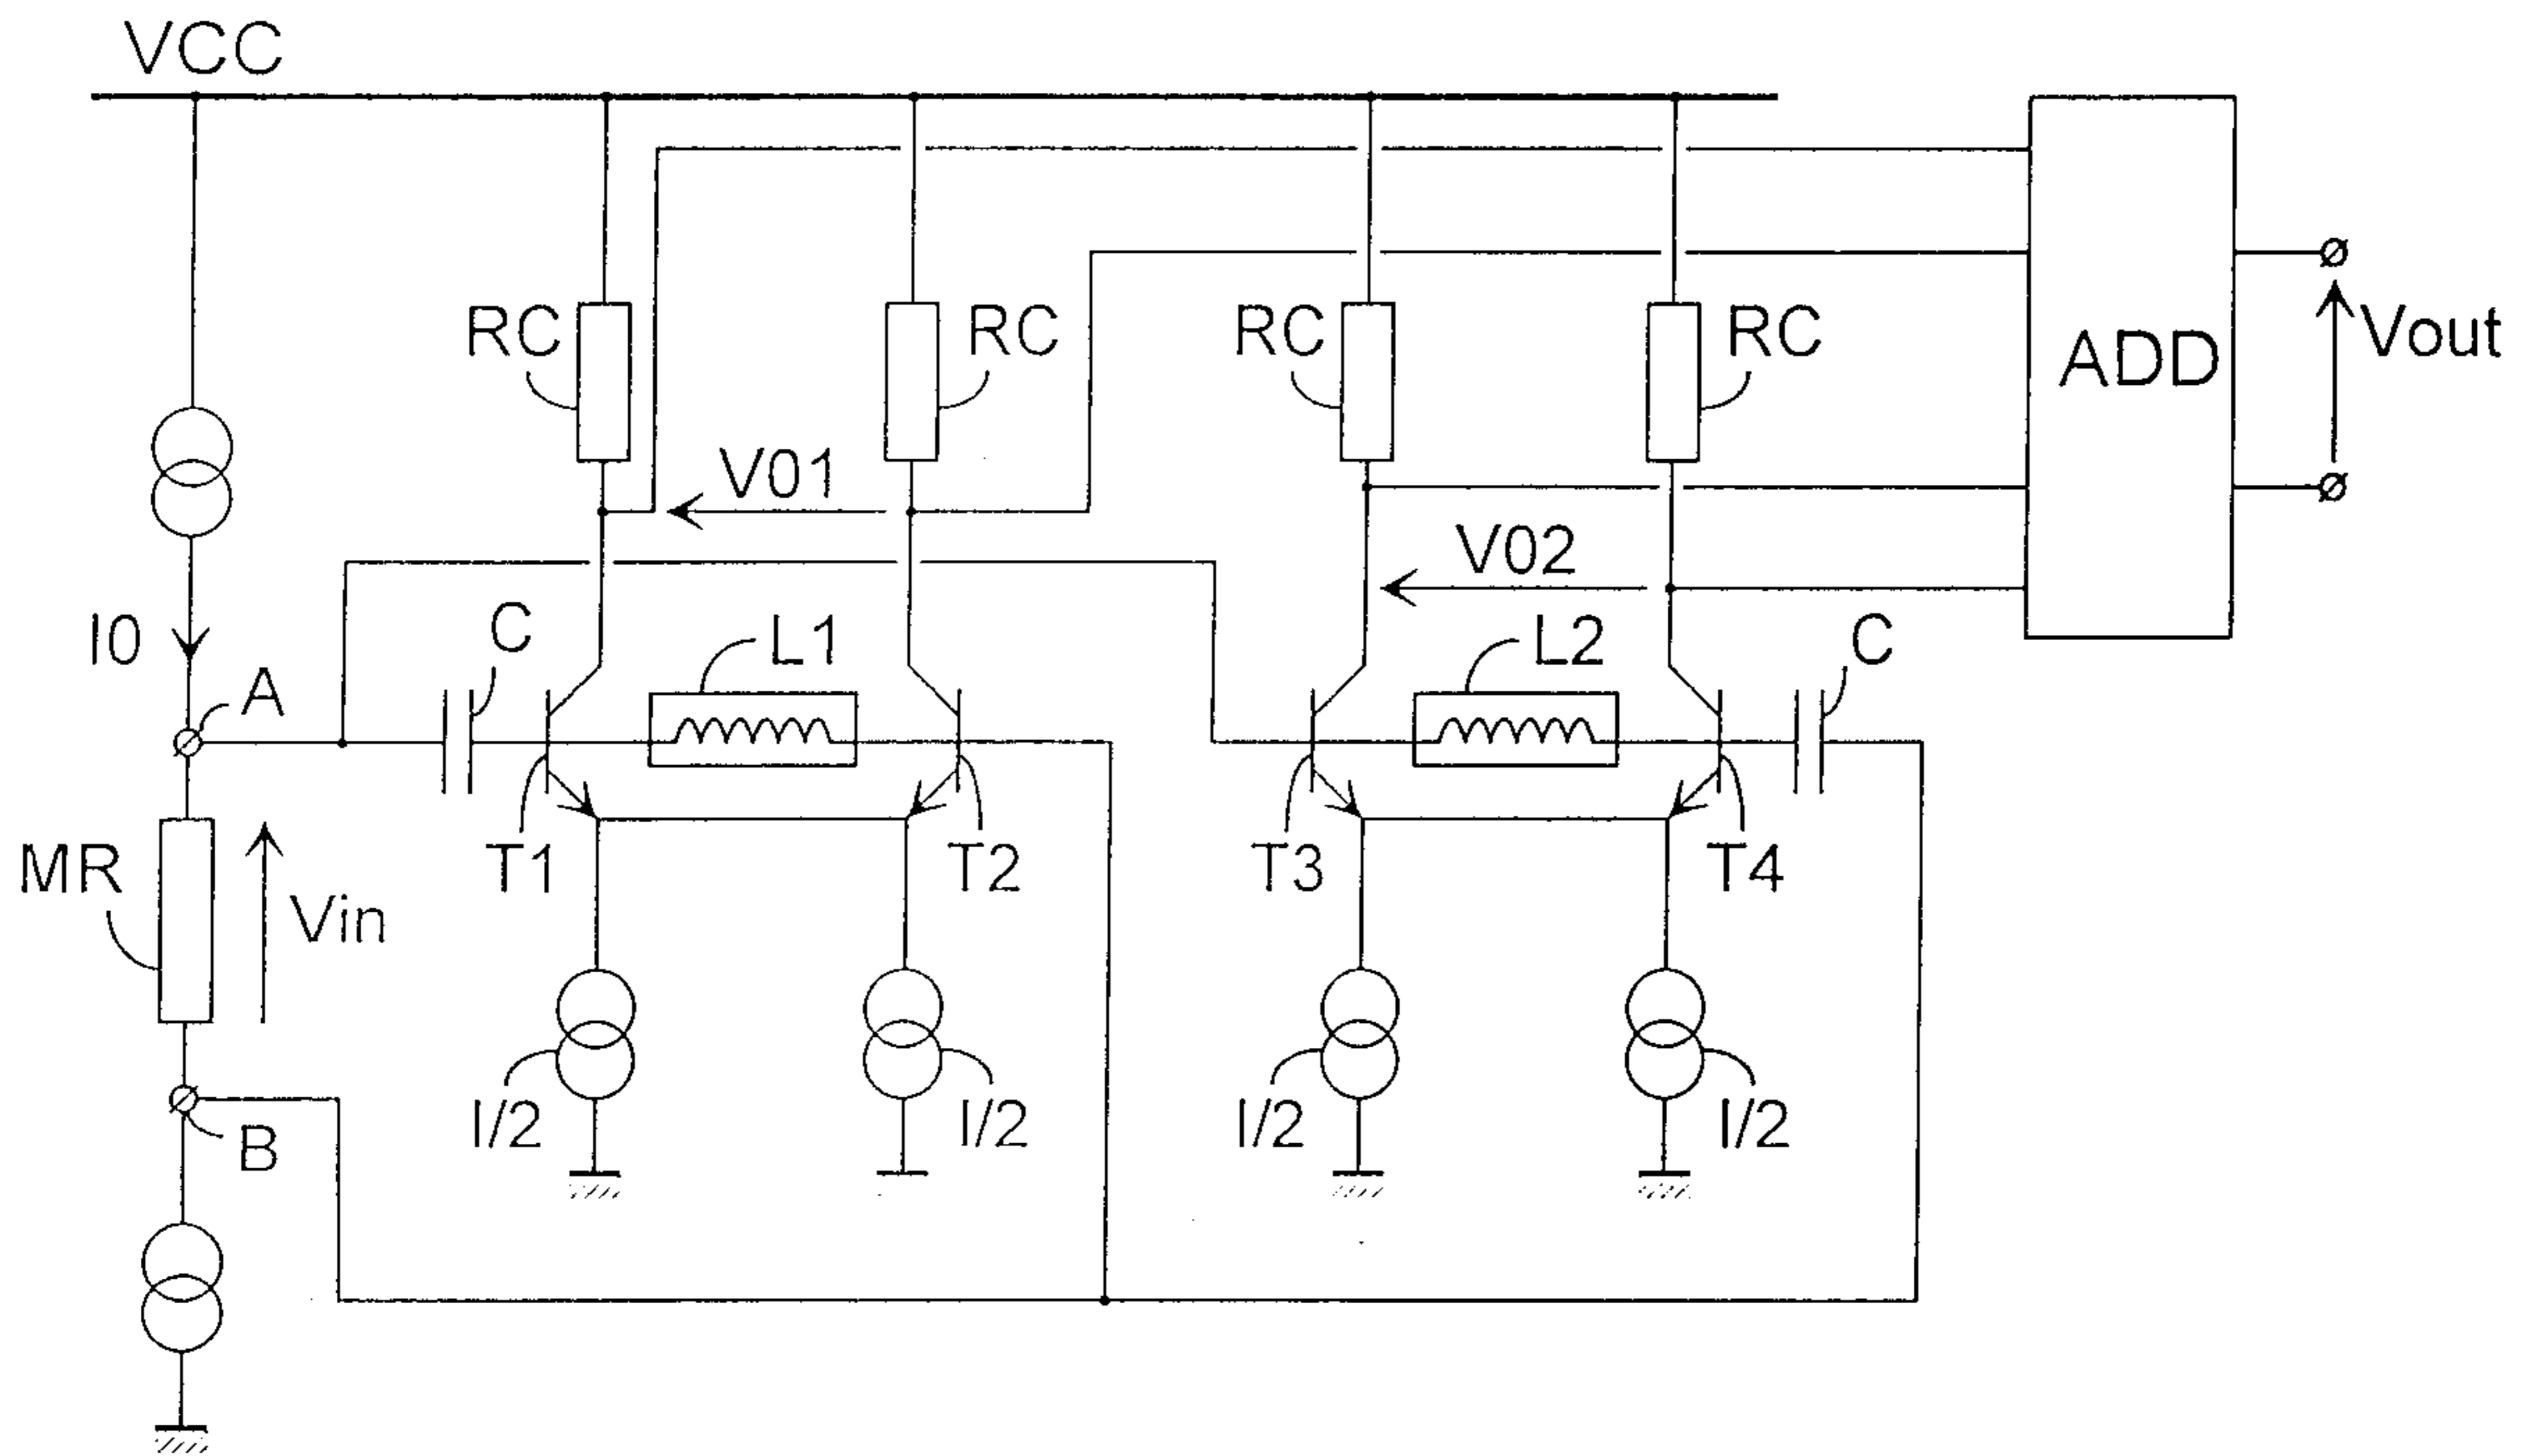 VCC
RC
RC
RC
RC
ADD
Vout
V01
V02
I0
C
L1
L2
C
A
MR
Vin
T1
T2
T3
T4
I/2
I/2
I/2
I/2
B